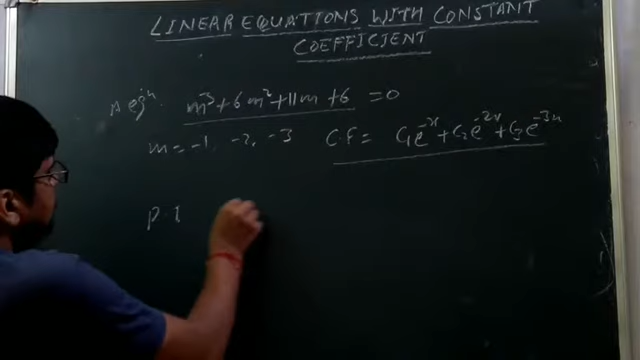 LINEAR EQUATIONS WITH CONSTANT
COEFFICIENT
A eqn. m³+6m²+11m+6 =0
m=-1, -2, -3 C.F= C₁e⁻ˣ+C₂e⁻²ˣ+C₃e⁻³ˣ
P.I